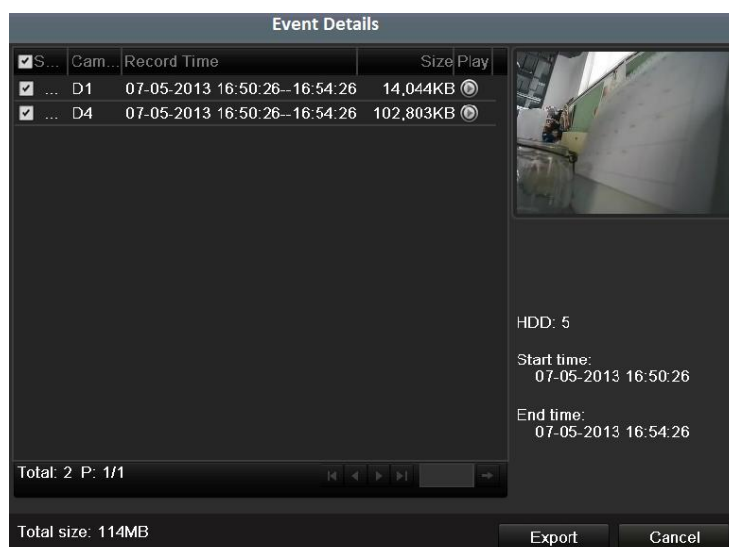 Event Details
S... Cam... Record Time Size Play
... D1 07-05-2013 16:50:26--16:54:26 14,044KB
... D4 07-05-2013 16:50:26--16:54:26 102,803KB
HDD: 5
Start time:
07-05-2013 16:50:26
End time:
07-05-2013 16:54:26
Total: 2 P: 1/1
Total size: 114MB
Export Cancel